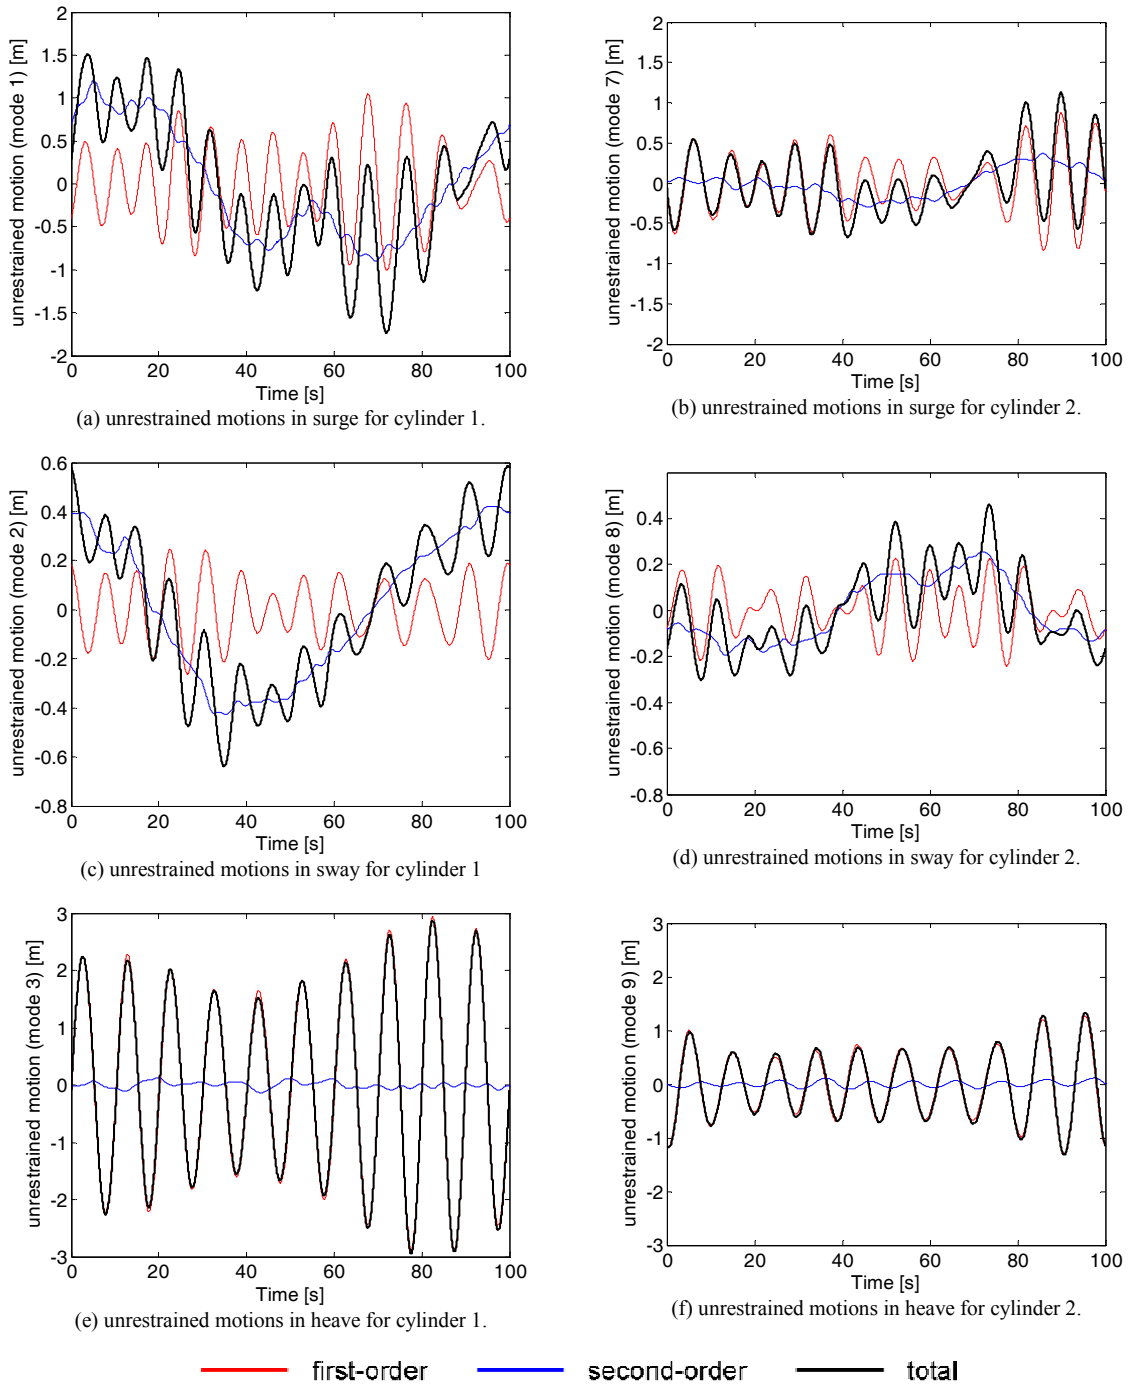 unrestrained motion (mode 1) [m]
2
1.5
1
0.5
0
-0.5
-1
-1.5
-2
0 20 40 60 80 100
Time [s]
(a) unrestrained motions in surge for cylinder 1.
unrestrained motion (mode 7) [m]
2
1.5
1
0.5
0
-0.5
-1
-1.5
-2
0 20 40 60 80 100
Time [s]
(b) unrestrained motions in surge for cylinder 2.
unrestrained motion (mode 2) [m]
0.6
0.4
0.2
0
-0.2
-0.4
-0.6
-0.8
0 20 40 60 80 100
Time [s]
(c) unrestrained motions in sway for cylinder 1
unrestrained motion (mode 8) [m]
0.4
0.2
0
-0.2
-0.4
-0.6
-0.8
0 20 40 60 80 100
Time [s]
(d) unrestrained motions in sway for cylinder 2.
unrestrained motion (mode 3) [m]
3
2
1
0
-1
-2
-3
0 20 40 60 80 100
Time [s]
(e) unrestrained motions in heave for cylinder 1.
unrestrained motion (mode 9) [m]
3
2
1
0
-1
-2
-3
0 20 40 60 80 100
Time [s]
(f) unrestrained motions in heave for cylinder 2.
first-order second-order total